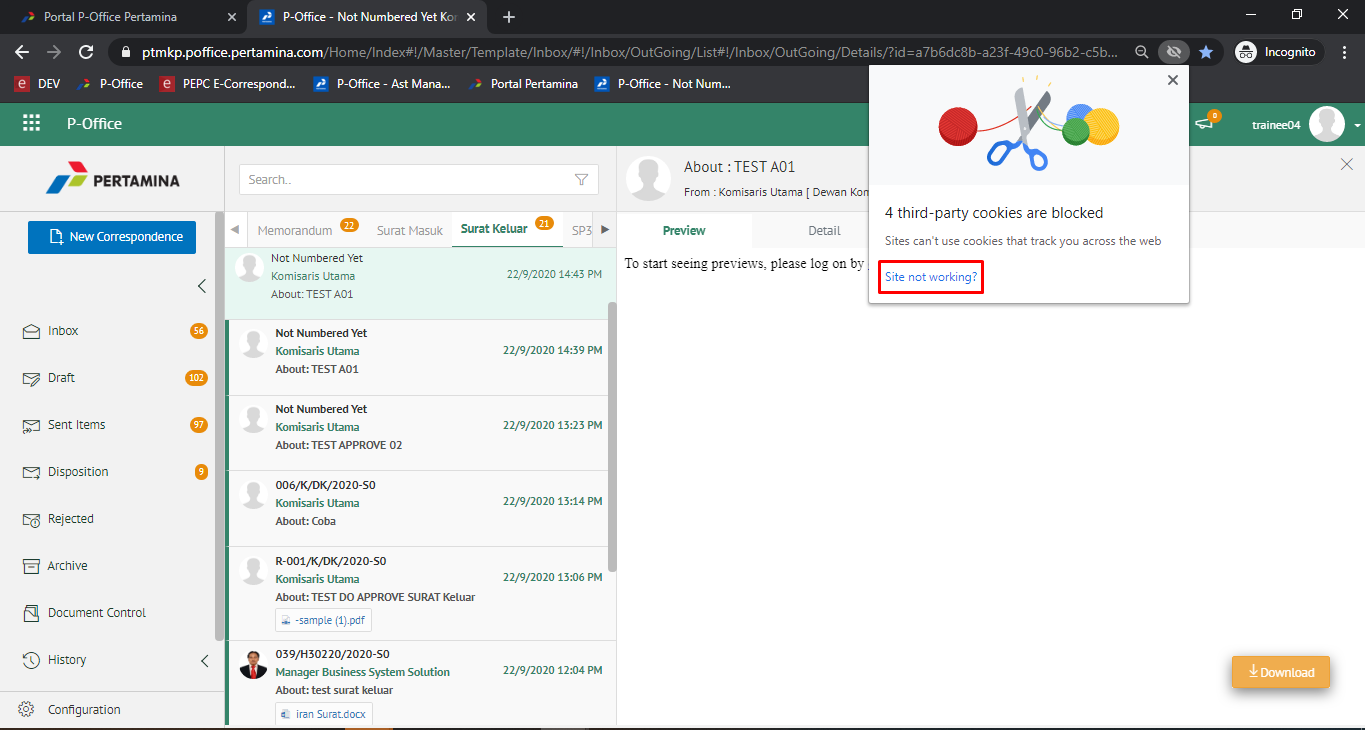 Portal P-Office Pertamina
P-Office - Not Numbered Yet Kor
ptmkp.poffice.pertamina.com/Home/Index#!/Master/Template/Inbox/#!/Inbox/OutGoing/List#!/Inbox/OutGoing/Details/?id=a7b6dc8b-a23f-49c0-96b2-c5b...
Incognito
DEV
P-Office
PEPC E-Correspond...
P-Office - Ast Mana...
Portal Pertamina
P-Office - Not Num...
P-Office
0
trainee04
PERTAMINA
New Correspondence
Inbox 56
Draft 102
Sent Items 97
Disposition 9
Rejected
Archive
Document Control
History
Configuration
Search..
Memorandum 22
Surat Masuk
Surat Keluar 21
SP3
Not Numbered Yet
Komisaris Utama
22/9/2020 14:43 PM
About: TEST A01
Not Numbered Yet
Komisaris Utama
22/9/2020 14:39 PM
About: TEST A01
Not Numbered Yet
Komisaris Utama
22/9/2020 13:23 PM
About: TEST APPROVE 02
006/K/DK/2020-S0
Komisaris Utama
22/9/2020 13:14 PM
About: Coba
R-001/K/DK/2020-S0
Komisaris Utama
22/9/2020 13:06 PM
About: TEST DO APPROVE SURAT Keluar
-sample (1).pdf
039/H30220/2020-S0
Manager Business System Solution
22/9/2020 12:04 PM
About: test surat keluar
iran Surat.docx
About : TEST A01
From : Komisaris Utama [ Dewan Kom
Preview
Detail
To start seeing previews, please log on by
4 third-party cookies are blocked
Sites can't use cookies that track you across the web
Site not working?
Download